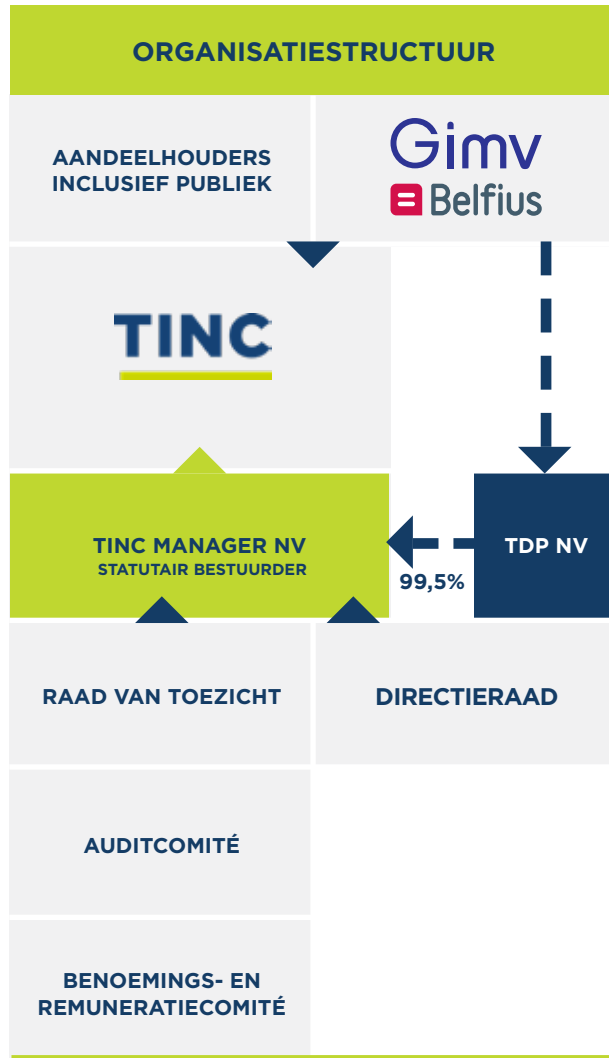 ORGANISATIESTRUCTUUR
AANDEELHOUDERS
INCLUSIEF PUBLIEK
Gimv
Belfius
TINC
TINC MANAGER NV
STATUTAIR BESTUURDER
99,5%
TDP NV
RAAD VAN TOEZICHT
DIRECTIERAAD
AUDITCOMITÉ
BENOEMINGS- EN
REMUNERATIECOMITÉ